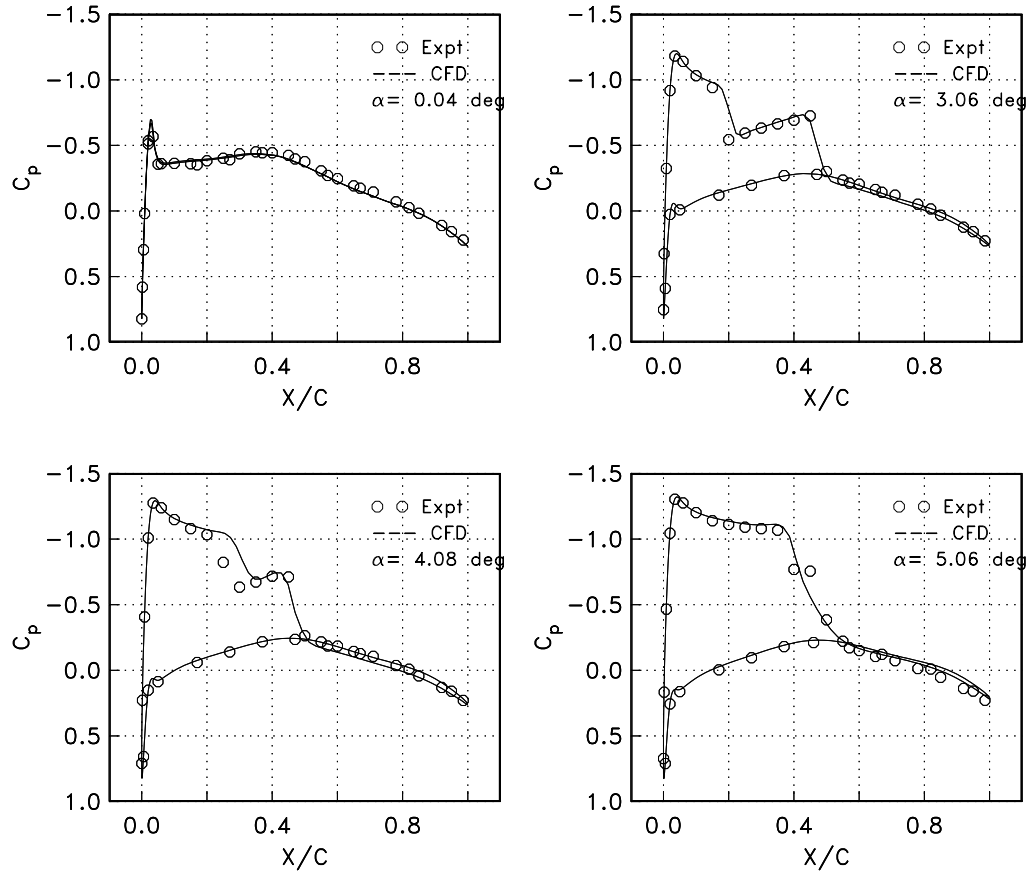 −1.5 −1.5
Expt Expt
−1.0 CFD −1.0 CFD
α= 0.04 deg α= 3.06 deg
−0.5 −0.5
Cp Cp
0.0 0.0
0.5 0.5
1.0 1.0
0.0 0.4 0.8 0.0 0.4 0.8
X/C X/C
−1.5 −1.5
Expt Expt
−1.0 CFD −1.0 CFD
α= 4.08 deg α= 5.06 deg
−0.5 −0.5
Cp Cp
0.0 0.0
0.5 0.5
1.0 1.0
0.0 0.4 0.8 0.0 0.4 0.8
X/C X/C